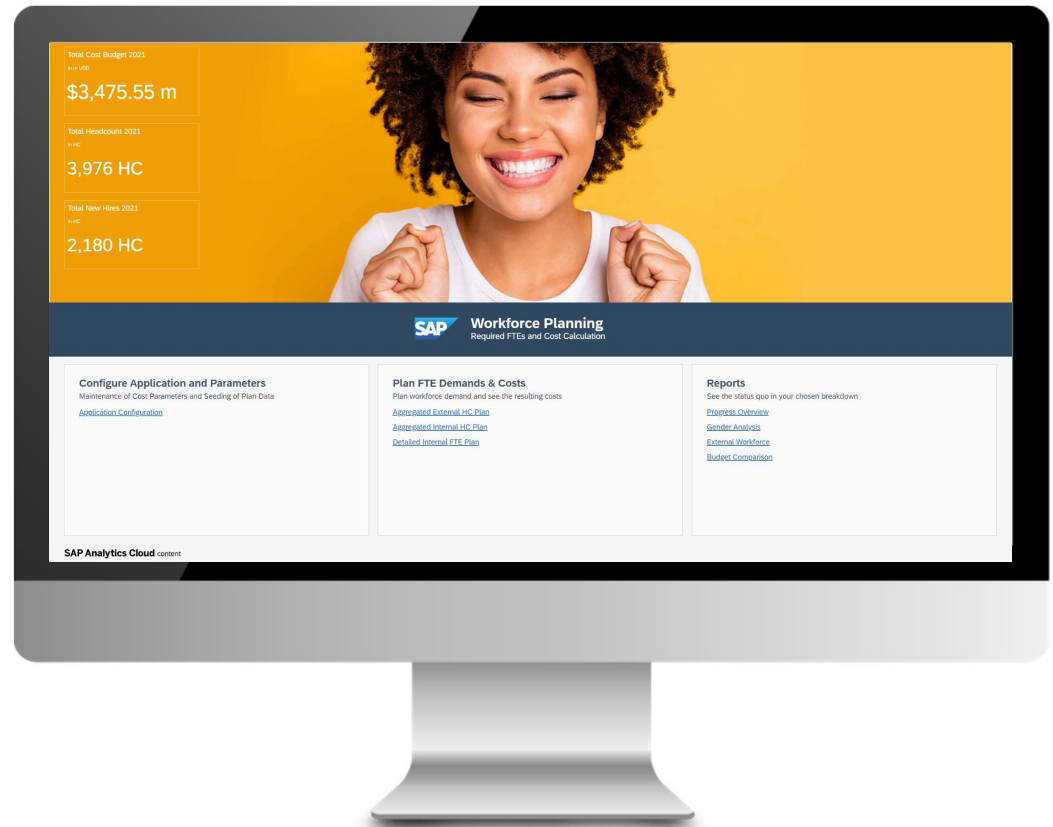 Total Cost Budget 2021
in m USD
$3,475.55 m
Total Headcount 2021
in HC
3,976 HC
Total New Hires 2021
in HC
2,180 HC
SAP
Workforce Planning
Required FTEs and Cost Calculation
Configure Application and Parameters
Maintenance of Cost Parameters and Seeding of Plan Data
Application Configuration
Plan FTE Demands & Costs
Plan workforce demand and see the resulting costs
Aggregated External HC Plan
Aggregated Internal HC Plan
Detailed Internal FTE Plan
Reports
See the status quo in your chosen breakdown
Progress Overview
Gender Analysis
External Workforce
Budget Comparison
SAP Analytics Cloud content